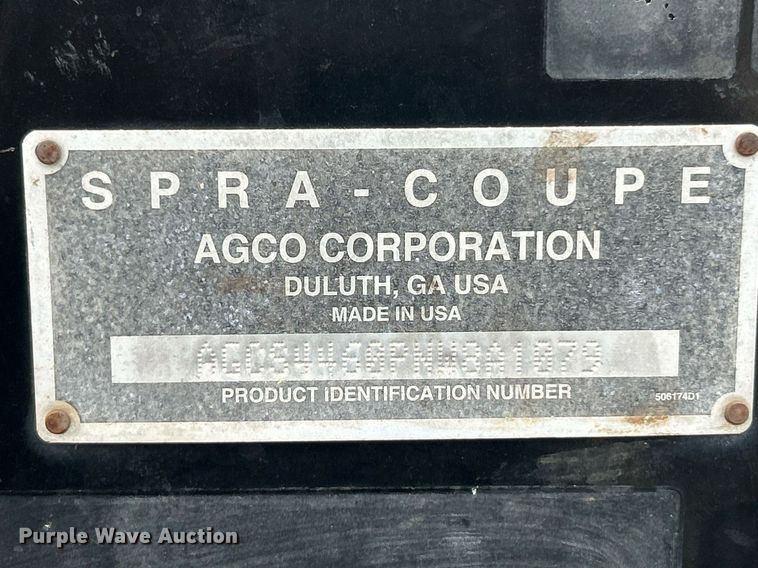 SPRA-COUPE
AGCO CORPORATION
DULUTH, GA USA
MADE IN USA
PRODUCT IDENTIFICATION NUMBER
506174D1
Purple Wave Auction®